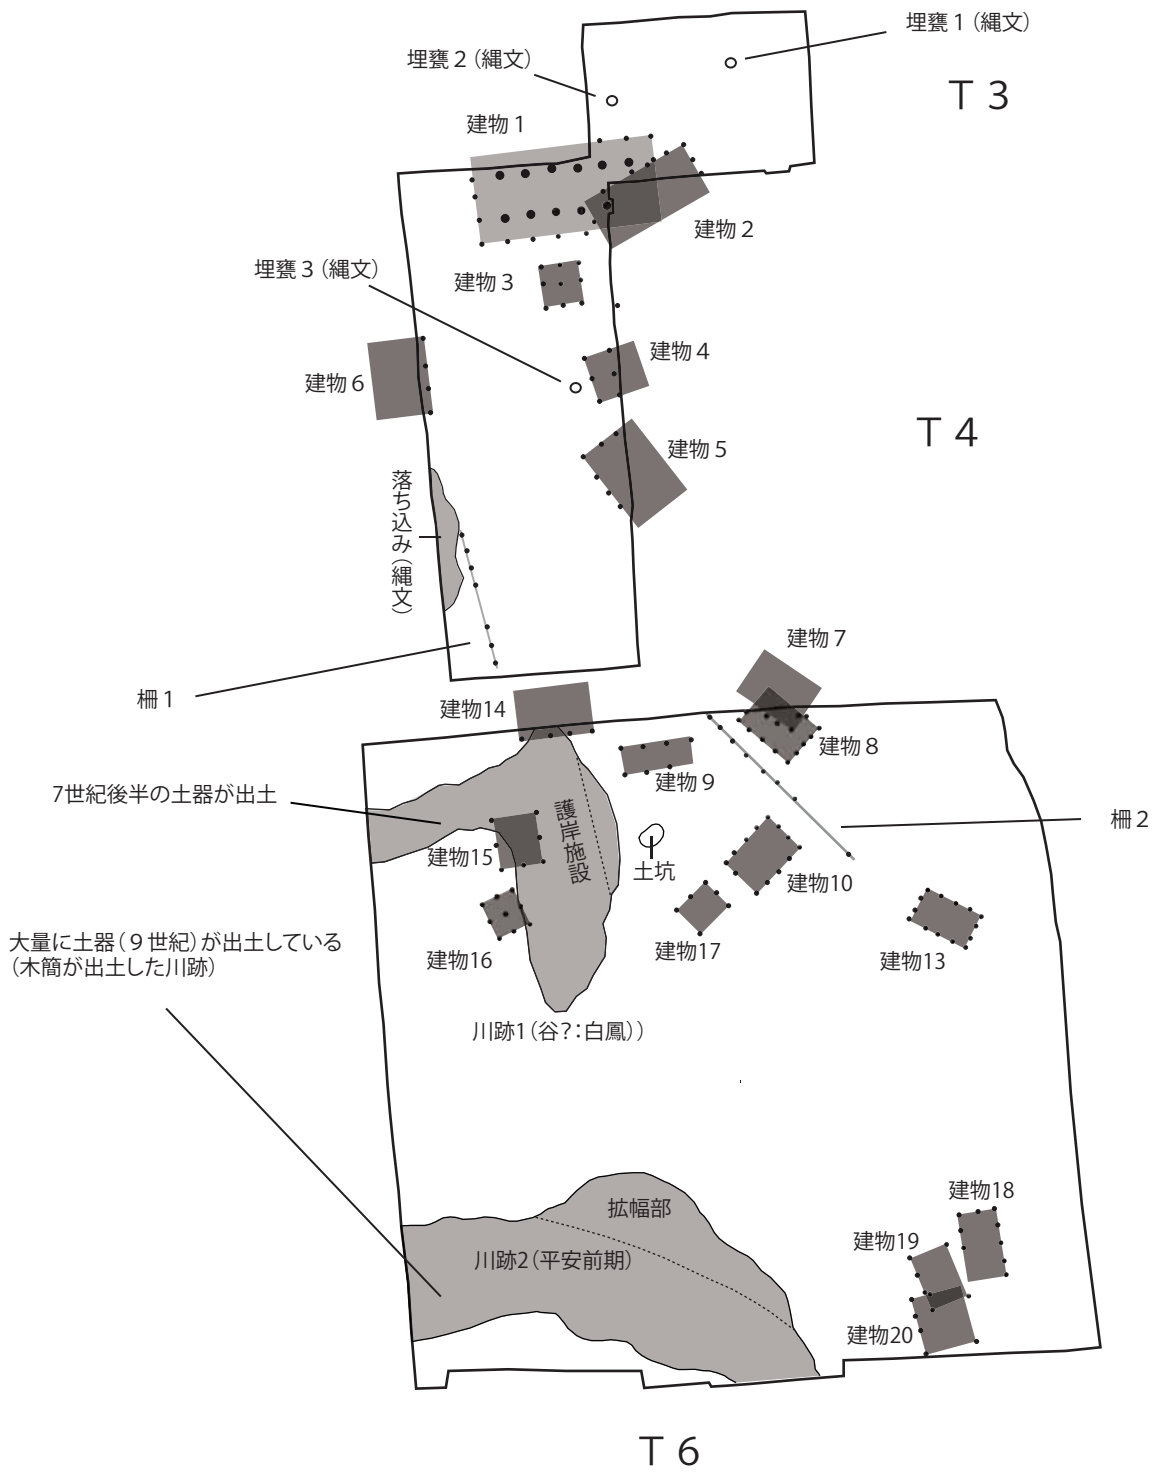 埋甕1（縄文）
埋甕2（縄文）
T 3
建物1
建物2
埋甕3（縄文）
建物3
建物4
建物6
T 4
建物5
落ち込み（縄文）
建物7
柵1
建物14
建物8
建物9
7世紀後半の土器が出土
護岸施設
柵2
建物15
土坑
建物10
大量に土器（9世紀）が出土している
（木簡が出土した川跡）
建物16
建物17
建物13
川跡1（谷？：白鳳））
建物18
拡幅部
建物19
川跡2（平安前期）
建物20
T 6